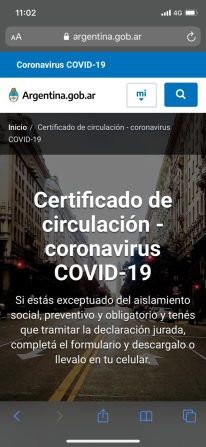 11:02
4G
AA
argentina.gob.ar
Coronavirus COVID-19
Argentina.gob.ar
mi
Inicio / Certificado de circulación - coronavirus
COVID-19
Certificado de
circulación -
coronavirus
COVID-19
Si estás exceptuado del aislamiento
social, preventivo y obligatorio y tenés
que tramitar la declaración jurada,
completá el formulario y descargalo o
llevalo en tu celular.